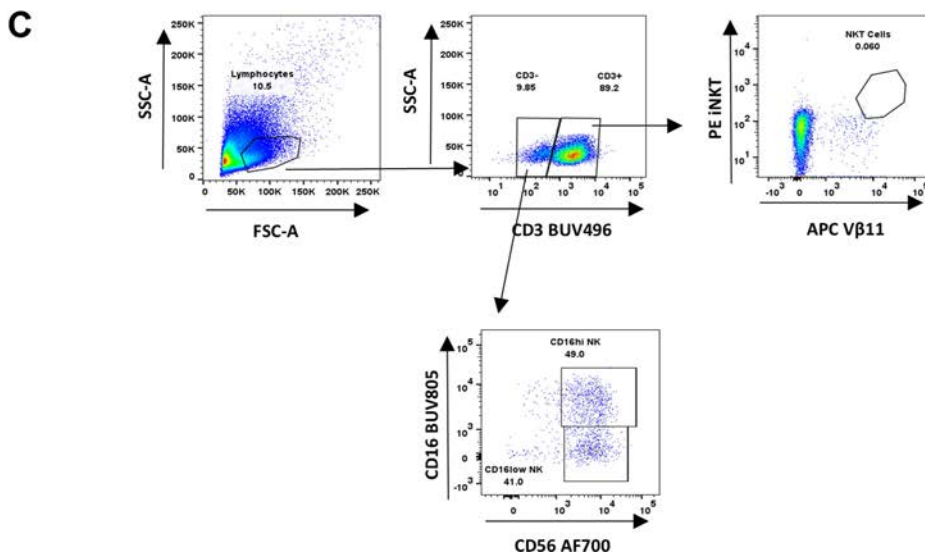 C
SSC-A
250K
200K
150K
100K
50K
0
Lymphocytes
10.5
0 50K 100K 150K 200K 250K
FSC-A
SSC-A
250K
200K
150K
100K
50K
0
CD3-
9.85
CD3+
89.2
10¹ 10² 10³ 10⁴ 10⁵
CD3 BUV496
PE iNKT
10⁴
10³
10²
10¹
NKT Cells
0.060
-10³ 0 10³ 10⁴ 10⁵
APC Vβ11
CD16 BUV805
10⁵
10⁴
10³
0
-10³
CD16hi NK
49.0
CD16low NK
41.0
0 10³ 10⁴ 10⁵
CD56 AF700